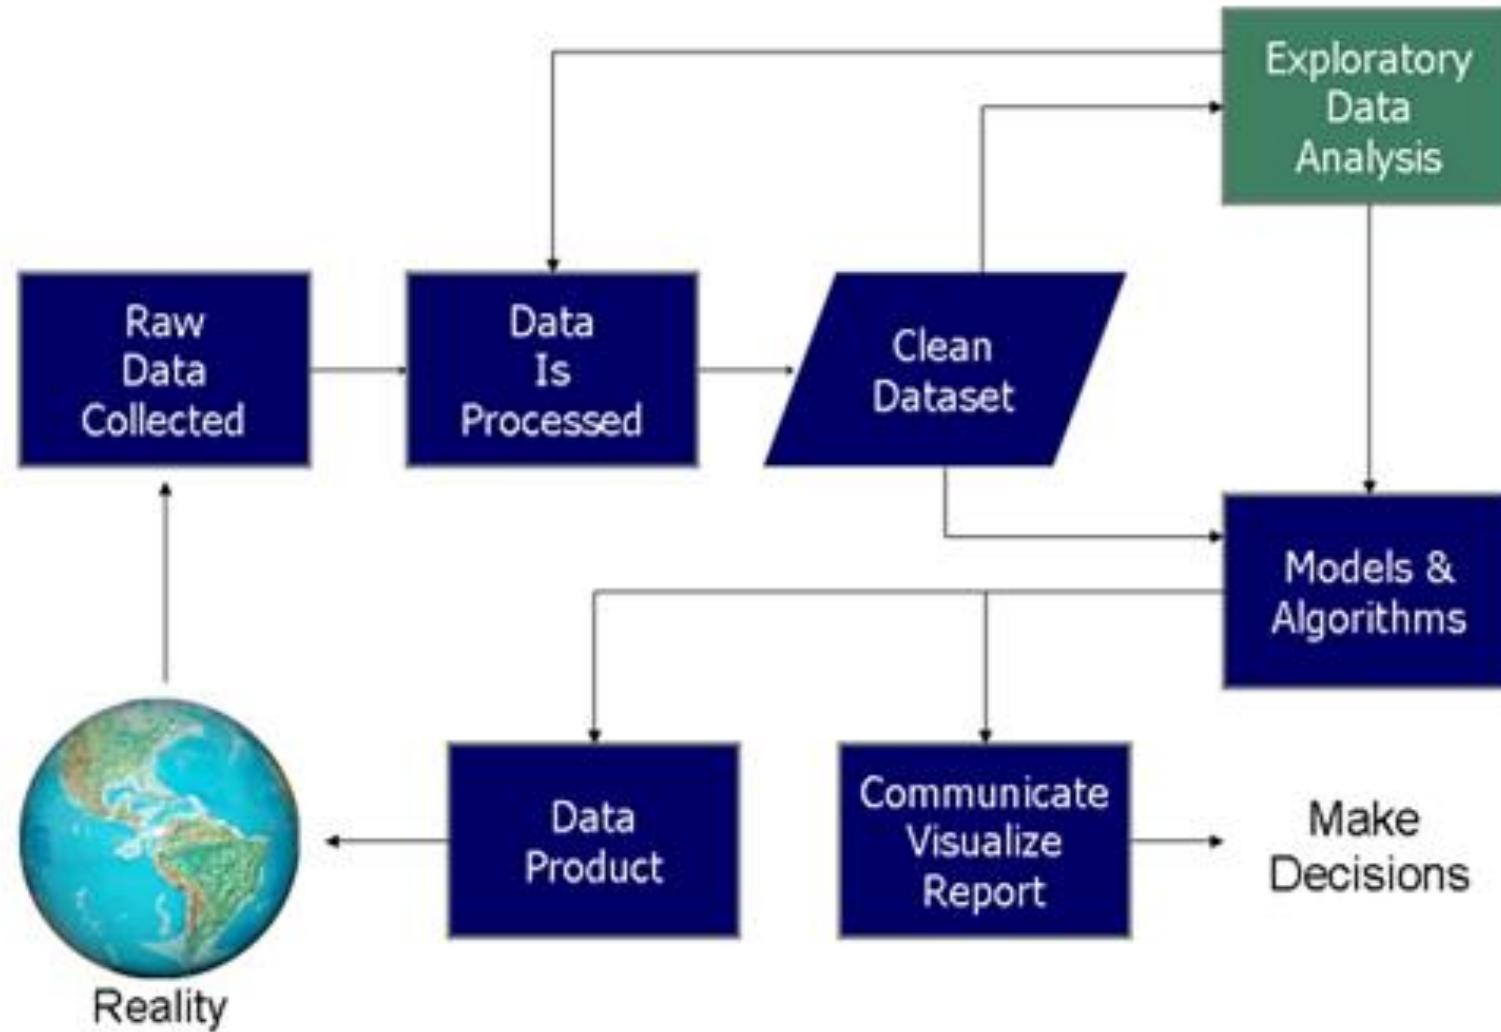 Exploratory
Data
Analysis
Raw
Data
Collected
Data
Is
Processed
Clean
Dataset
Models &
Algorithms
Data
Product
Communicate
Visualize
Report
Make
Decisions
Reality